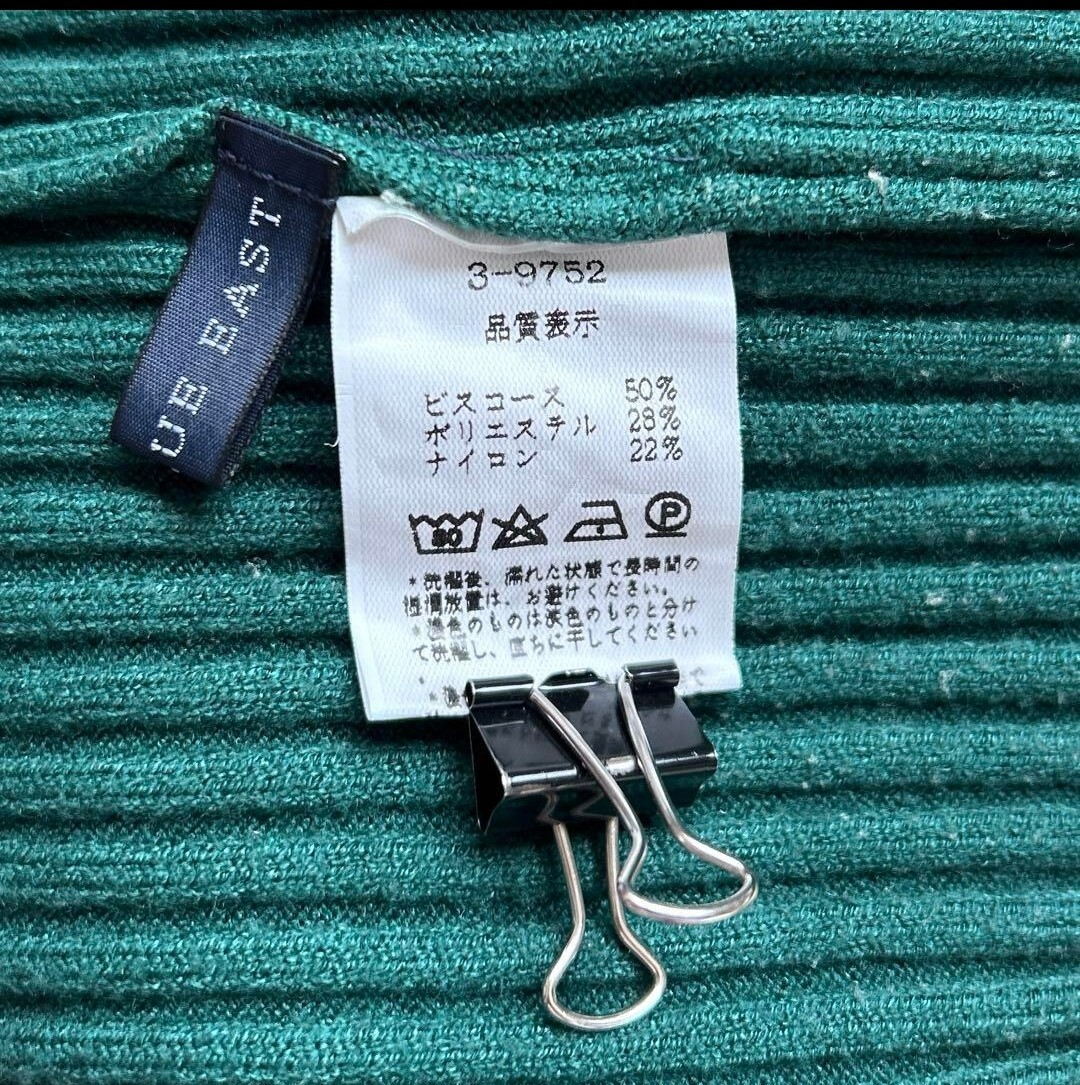 UE EAST
3-9752
品質表示
ビスコース 50%
ポリエステル 28%
ナイロン 22%
30 P
*洗濯後、濡れた状態で長時間の
放置は、お避けください。
*濃色のものは淡色のものと分け
て洗濯し、直ちに干してください